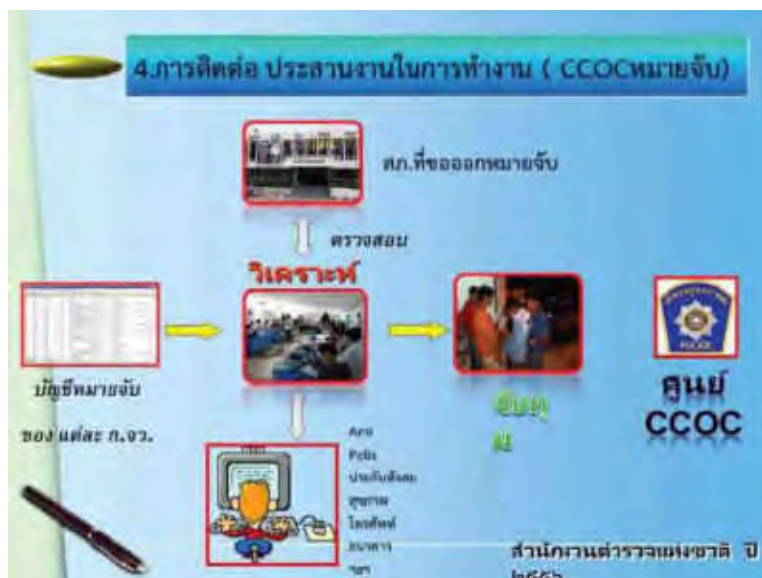 4.การติดต่อ ประสานงานในการทำงาน ( CCOCหมายจับ)
สภ.ที่ขอออกหมายจับ
ตรวจสอบ
วิเคราะห์
บัญชีหมายจับ
ของ แต่ละ ภ.จว.
จับกุ
ม
POLICE
ศูนย์
CCOC
Polis
ประกันสังคม
สุขภาพ
โทรศัพท์
ธนาคาร
ฯลฯ
สำนักงานตำรวจแห่งชาติ ปี